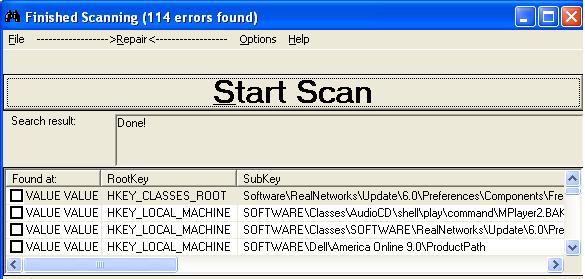 Finished Scanning (114 errors found)
File ------------------>Repair<------------------ Options Help
Start Scan
Search result: Done!
Found at: RootKey SubKey
VALUE VALUE HKEY_CLASSES_ROOT Software\RealNetworks\Update\6.0\Preferences\Components\Fre
VALUE VALUE HKEY_LOCAL_MACHINE SOFTWARE\Classes\AudioCD\shell\play\command\MPlayer2.BAK
VALUE VALUE HKEY_LOCAL_MACHINE SOFTWARE\Classes\SOFTWARE\RealNetworks\Update\6.0\Pre
VALUE VALUE HKEY_LOCAL_MACHINE SOFTWARE\Dell\America Online 9.0\ProductPath